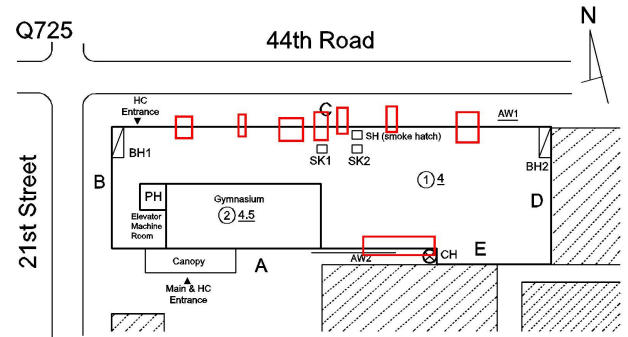 Q725
44th Road
N
HC
Entrance
C
AW1
SH (smoke hatch)
BH1
SK1
SK2
BH2
1 4
B
PH
Gymnasium
2 4.5
D
21st Street
Elevator
Machine
Room
Canopy
A
AW2
CH
E
Main & HC
Entrance